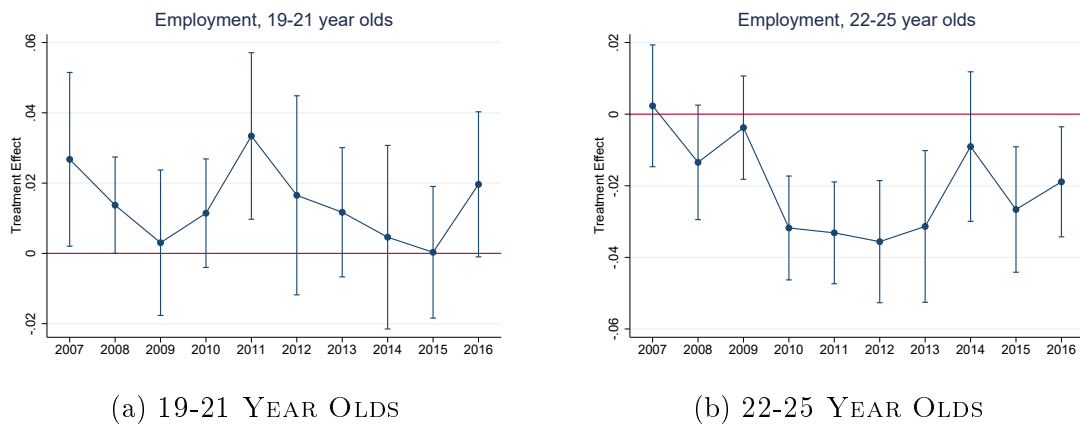 Employment, 19-21 year olds
Treatment Effect
.06
.04
.02
0
-.02
2007 2008 2009 2010 2011 2012 2013 2014 2015 2016
(a) 19-21 Year Olds
Employment, 22-25 year olds
Treatment Effect
.02
0
-.02
-.04
-.06
2007 2008 2009 2010 2011 2012 2013 2014 2015 2016
(b) 22-25 Year Olds